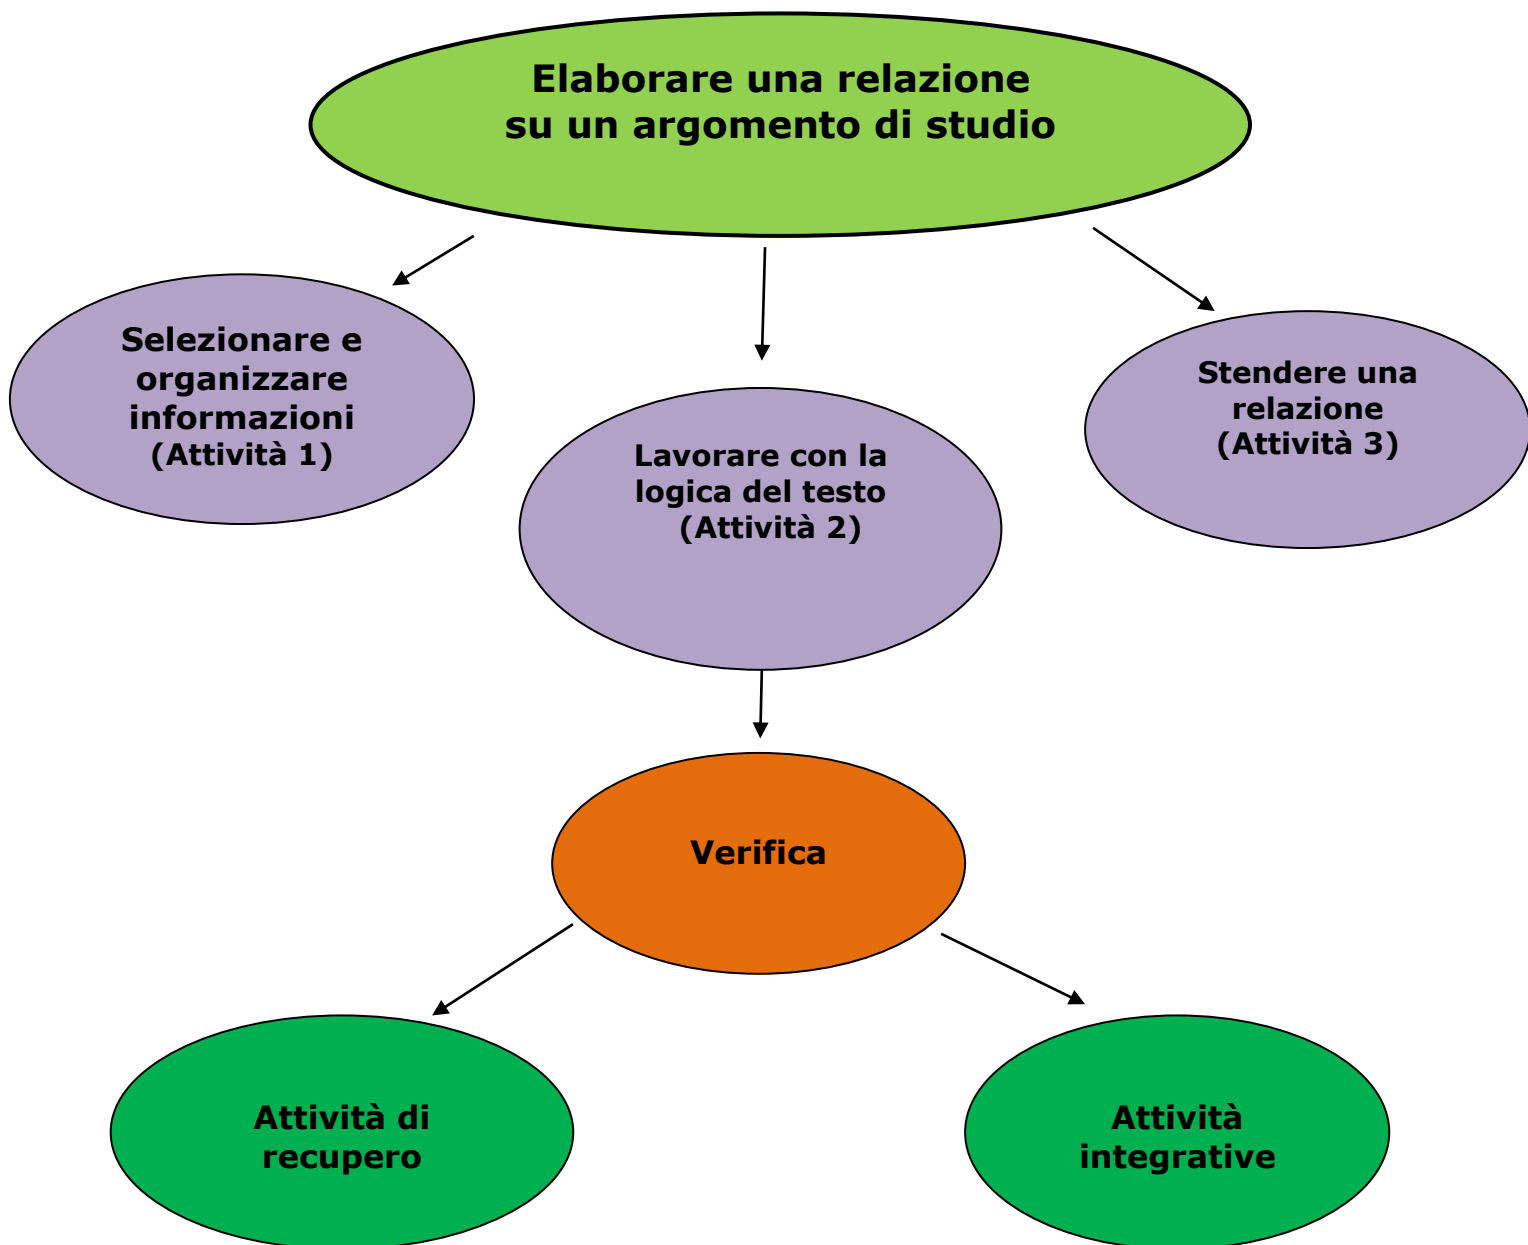 Elaborare una relazione
su un argomento di studio
Selezionare e
organizzare
informazioni
(Attività 1)
Lavorare con la
logica del testo
(Attività 2)
Stendere una
relazione
(Attività 3)
Verifica
Attività di
recupero
Attività
integrative